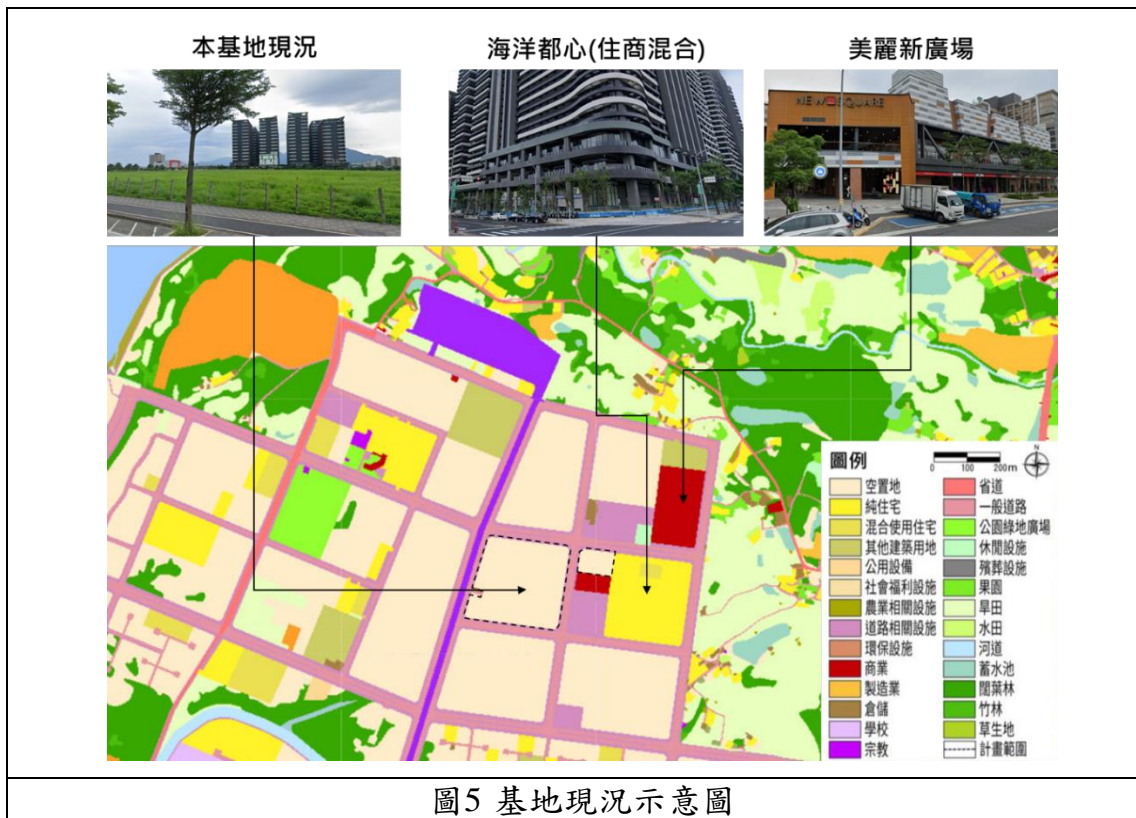 本基地現況
海洋都心(住商混合)
美麗新廣場
NEW SQUARE
圖例
0 100 200m
N
空置地
純住宅
混合使用住宅
其他建築用地
公用設備
社會福利設施
農業相關設施
道路相關設施
環保設施
商業
製造業
倉儲
學校
宗教
省道
一般道路
公園綠地廣場
休閒設施
殯葬設施
果園
旱田
水田
河道
蓄水池
闊葉林
竹林
草生地
計畫範圍
圖5 基地現況示意圖